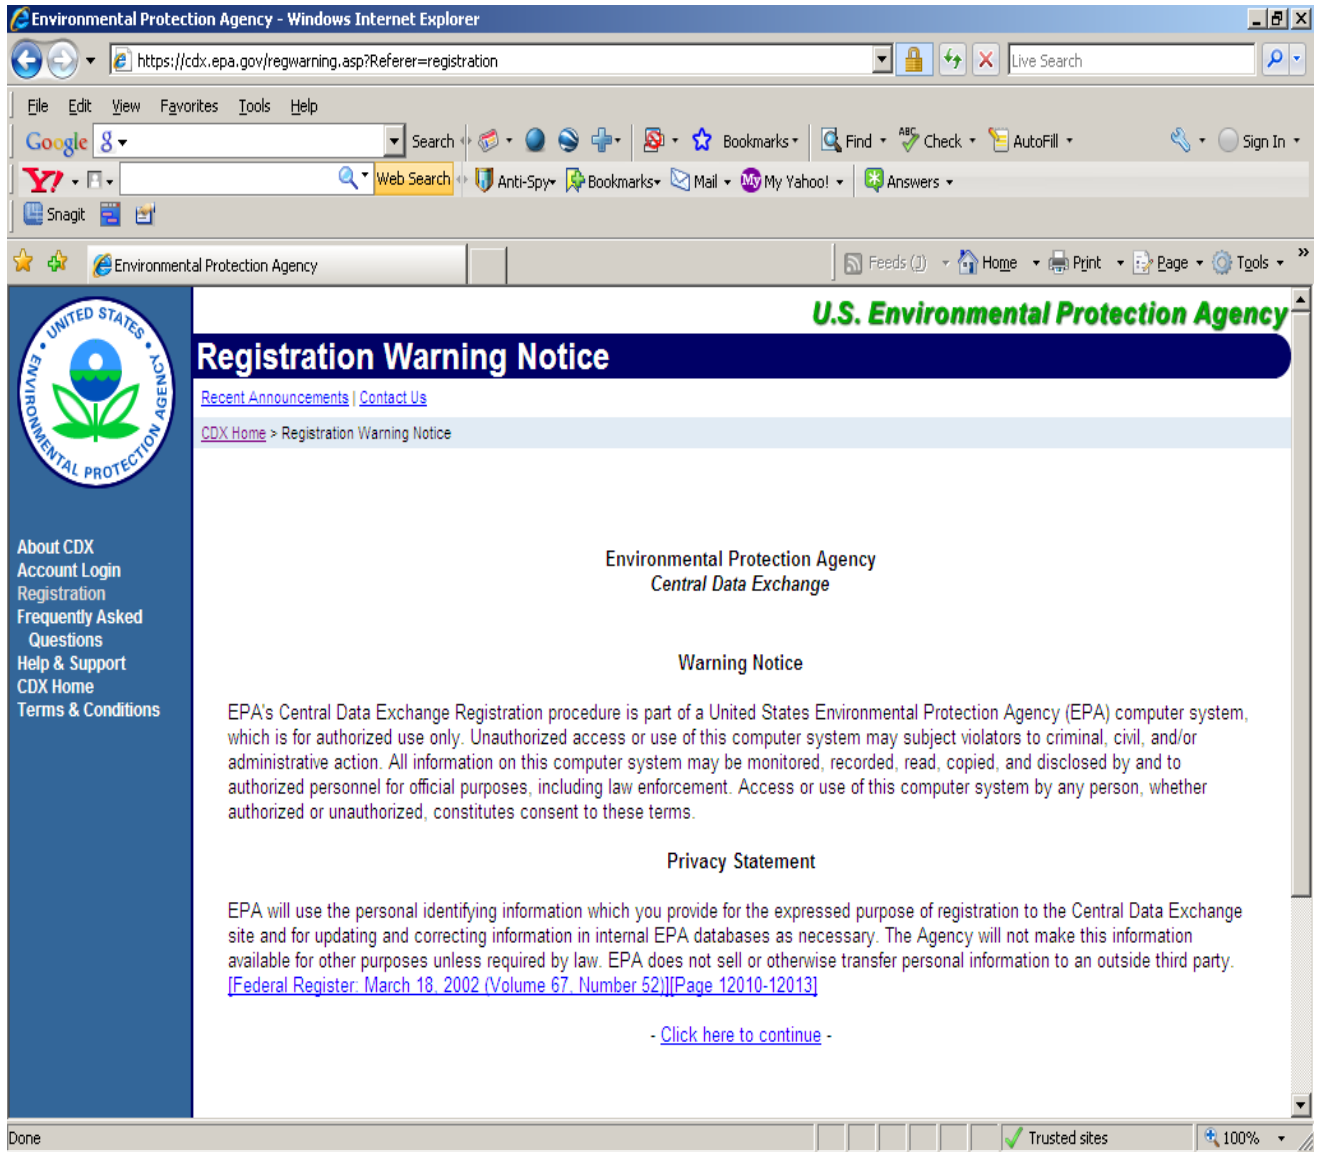 Environmental Protection Agency - Windows Internet Explorer
https://cdx.epa.gov/regwarning.asp?Referer=registration
Live Search
File Edit View Favorites Tools Help
Google Search Bookmarks Find Check AutoFill Sign In
Y! Web Search Anti-Spy Bookmarks Mail My Yahoo! Answers
Snagit
Environmental Protection Agency Feeds (J) Home Print Page Tools »
UNITED STATES • ENVIRONMENTAL PROTECTION AGENCY •
U.S. Environmental Protection Agency
Registration Warning Notice
Recent Announcements | Contact Us
CDX Home > Registration Warning Notice
About CDX
Account Login
Registration
Frequently Asked
Questions
Help & Support
CDX Home
Terms & Conditions
Environmental Protection Agency
Central Data Exchange
Warning Notice
EPA's Central Data Exchange Registration procedure is part of a United States Environmental Protection Agency (EPA) computer system,
which is for authorized use only. Unauthorized access or use of this computer system may subject violators to criminal, civil, and/or
administrative action. All information on this computer system may be monitored, recorded, read, copied, and disclosed by and to
authorized personnel for official purposes, including law enforcement. Access or use of this computer system by any person, whether
authorized or unauthorized, constitutes consent to these terms.
Privacy Statement
EPA will use the personal identifying information which you provide for the expressed purpose of registration to the Central Data Exchange
site and for updating and correcting information in internal EPA databases as necessary. The Agency will not make this information
available for other purposes unless required by law. EPA does not sell or otherwise transfer personal information to an outside third party.
[Federal Register: March 18, 2002 (Volume 67, Number 52)][Page 12010-12013]
- Click here to continue -
Done Trusted sites 100%